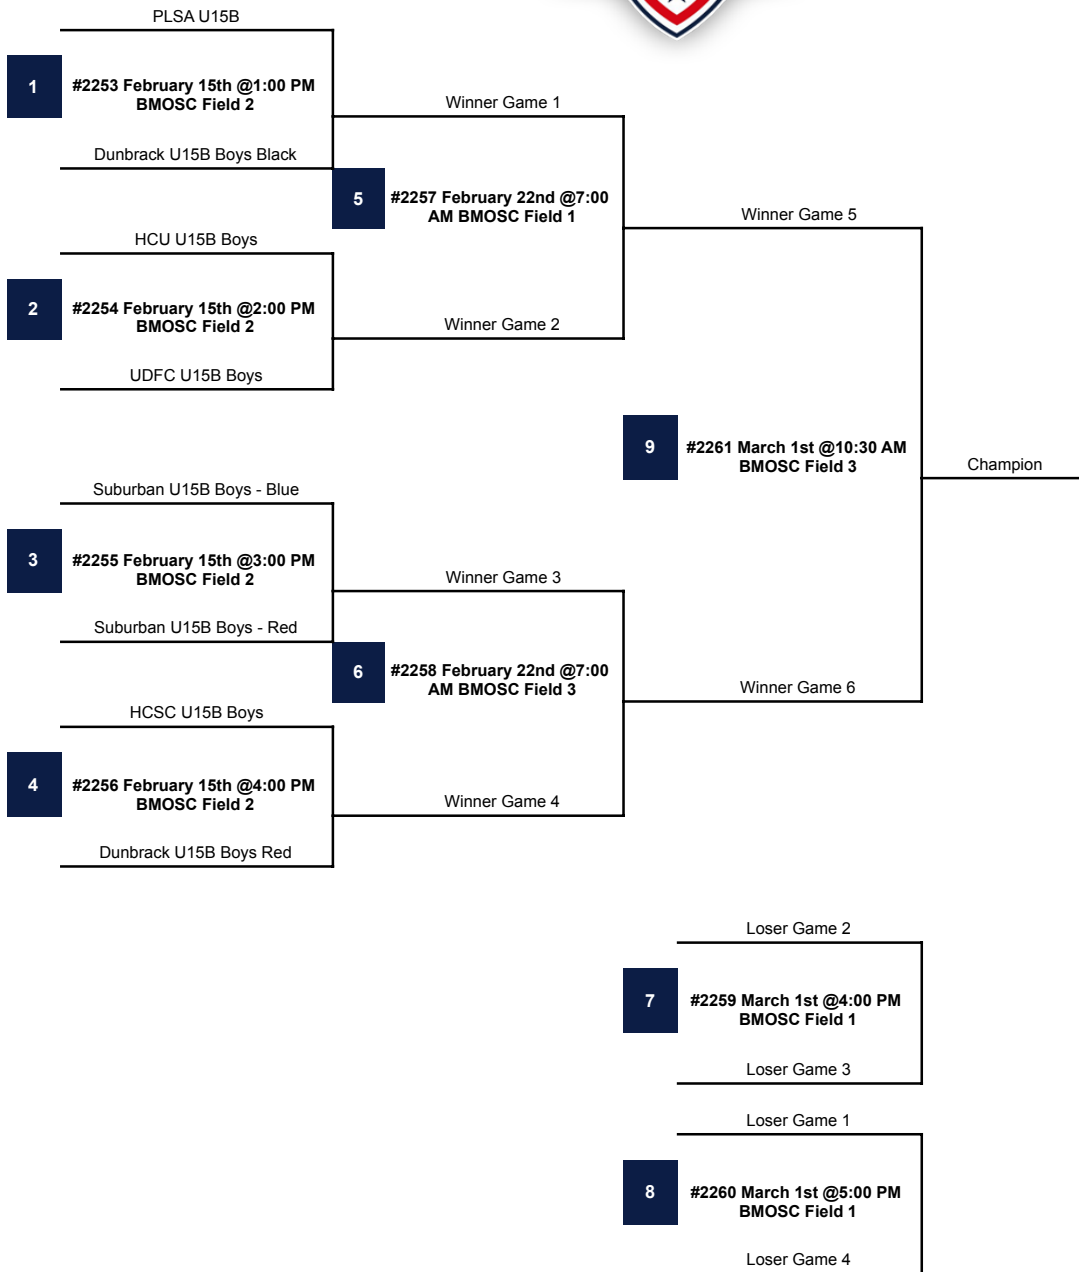 PLSA U15B
1
#2253 February 15th @1:00 PM
BMOSC Field 2
Winner Game 1
Dunbrack U15B Boys Black
5
#2257 February 22nd @7:00
AM BMOSC Field 1
Winner Game 5
HCU U15B Boys
2
#2254 February 15th @2:00 PM
BMOSC Field 2
Winner Game 2
UDFC U15B Boys
9
#2261 March 1st @10:30 AM
BMOSC Field 3
Champion
Suburban U15B Boys - Blue
3
#2255 February 15th @3:00 PM
BMOSC Field 2
Winner Game 3
Suburban U15B Boys - Red
6
#2258 February 22nd @7:00
AM BMOSC Field 3
Winner Game 6
HCSC U15B Boys
4
#2256 February 15th @4:00 PM
BMOSC Field 2
Winner Game 4
Dunbrack U15B Boys Red
Loser Game 2
7
#2259 March 1st @4:00 PM
BMOSC Field 1
Loser Game 3
Loser Game 1
8
#2260 March 1st @5:00 PM
BMOSC Field 1
Loser Game 4